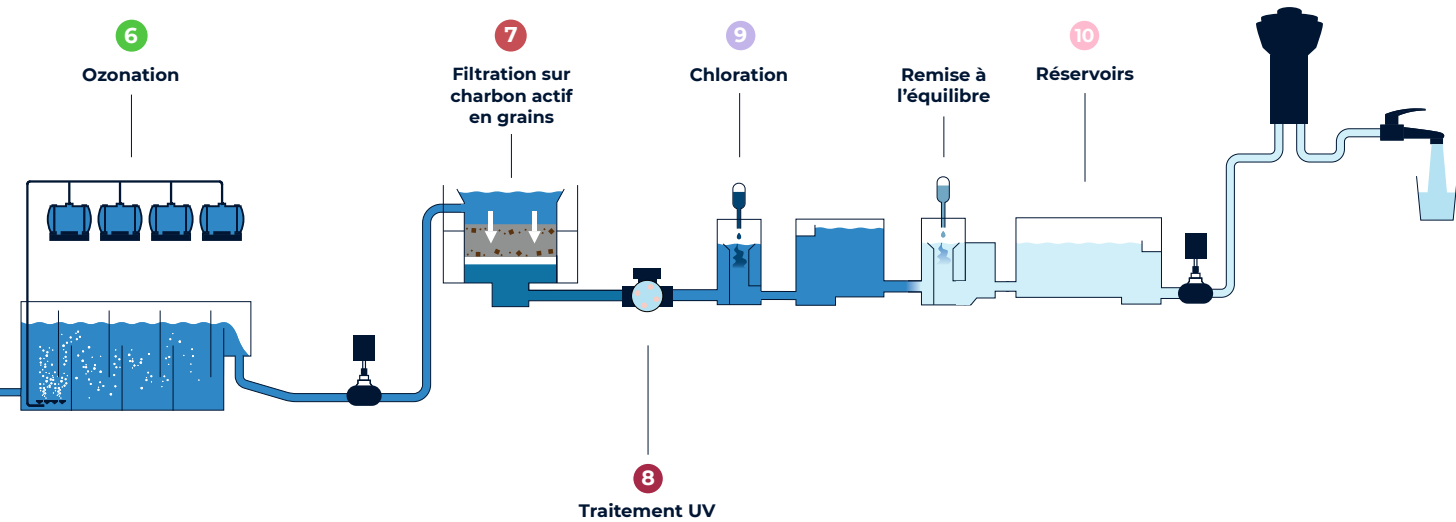 6
Ozonation
7
Filtration sur
charbon actif
en grains
8
Traitement UV
9
Chloration
Remise à
l’équilibre
10
Réservoirs